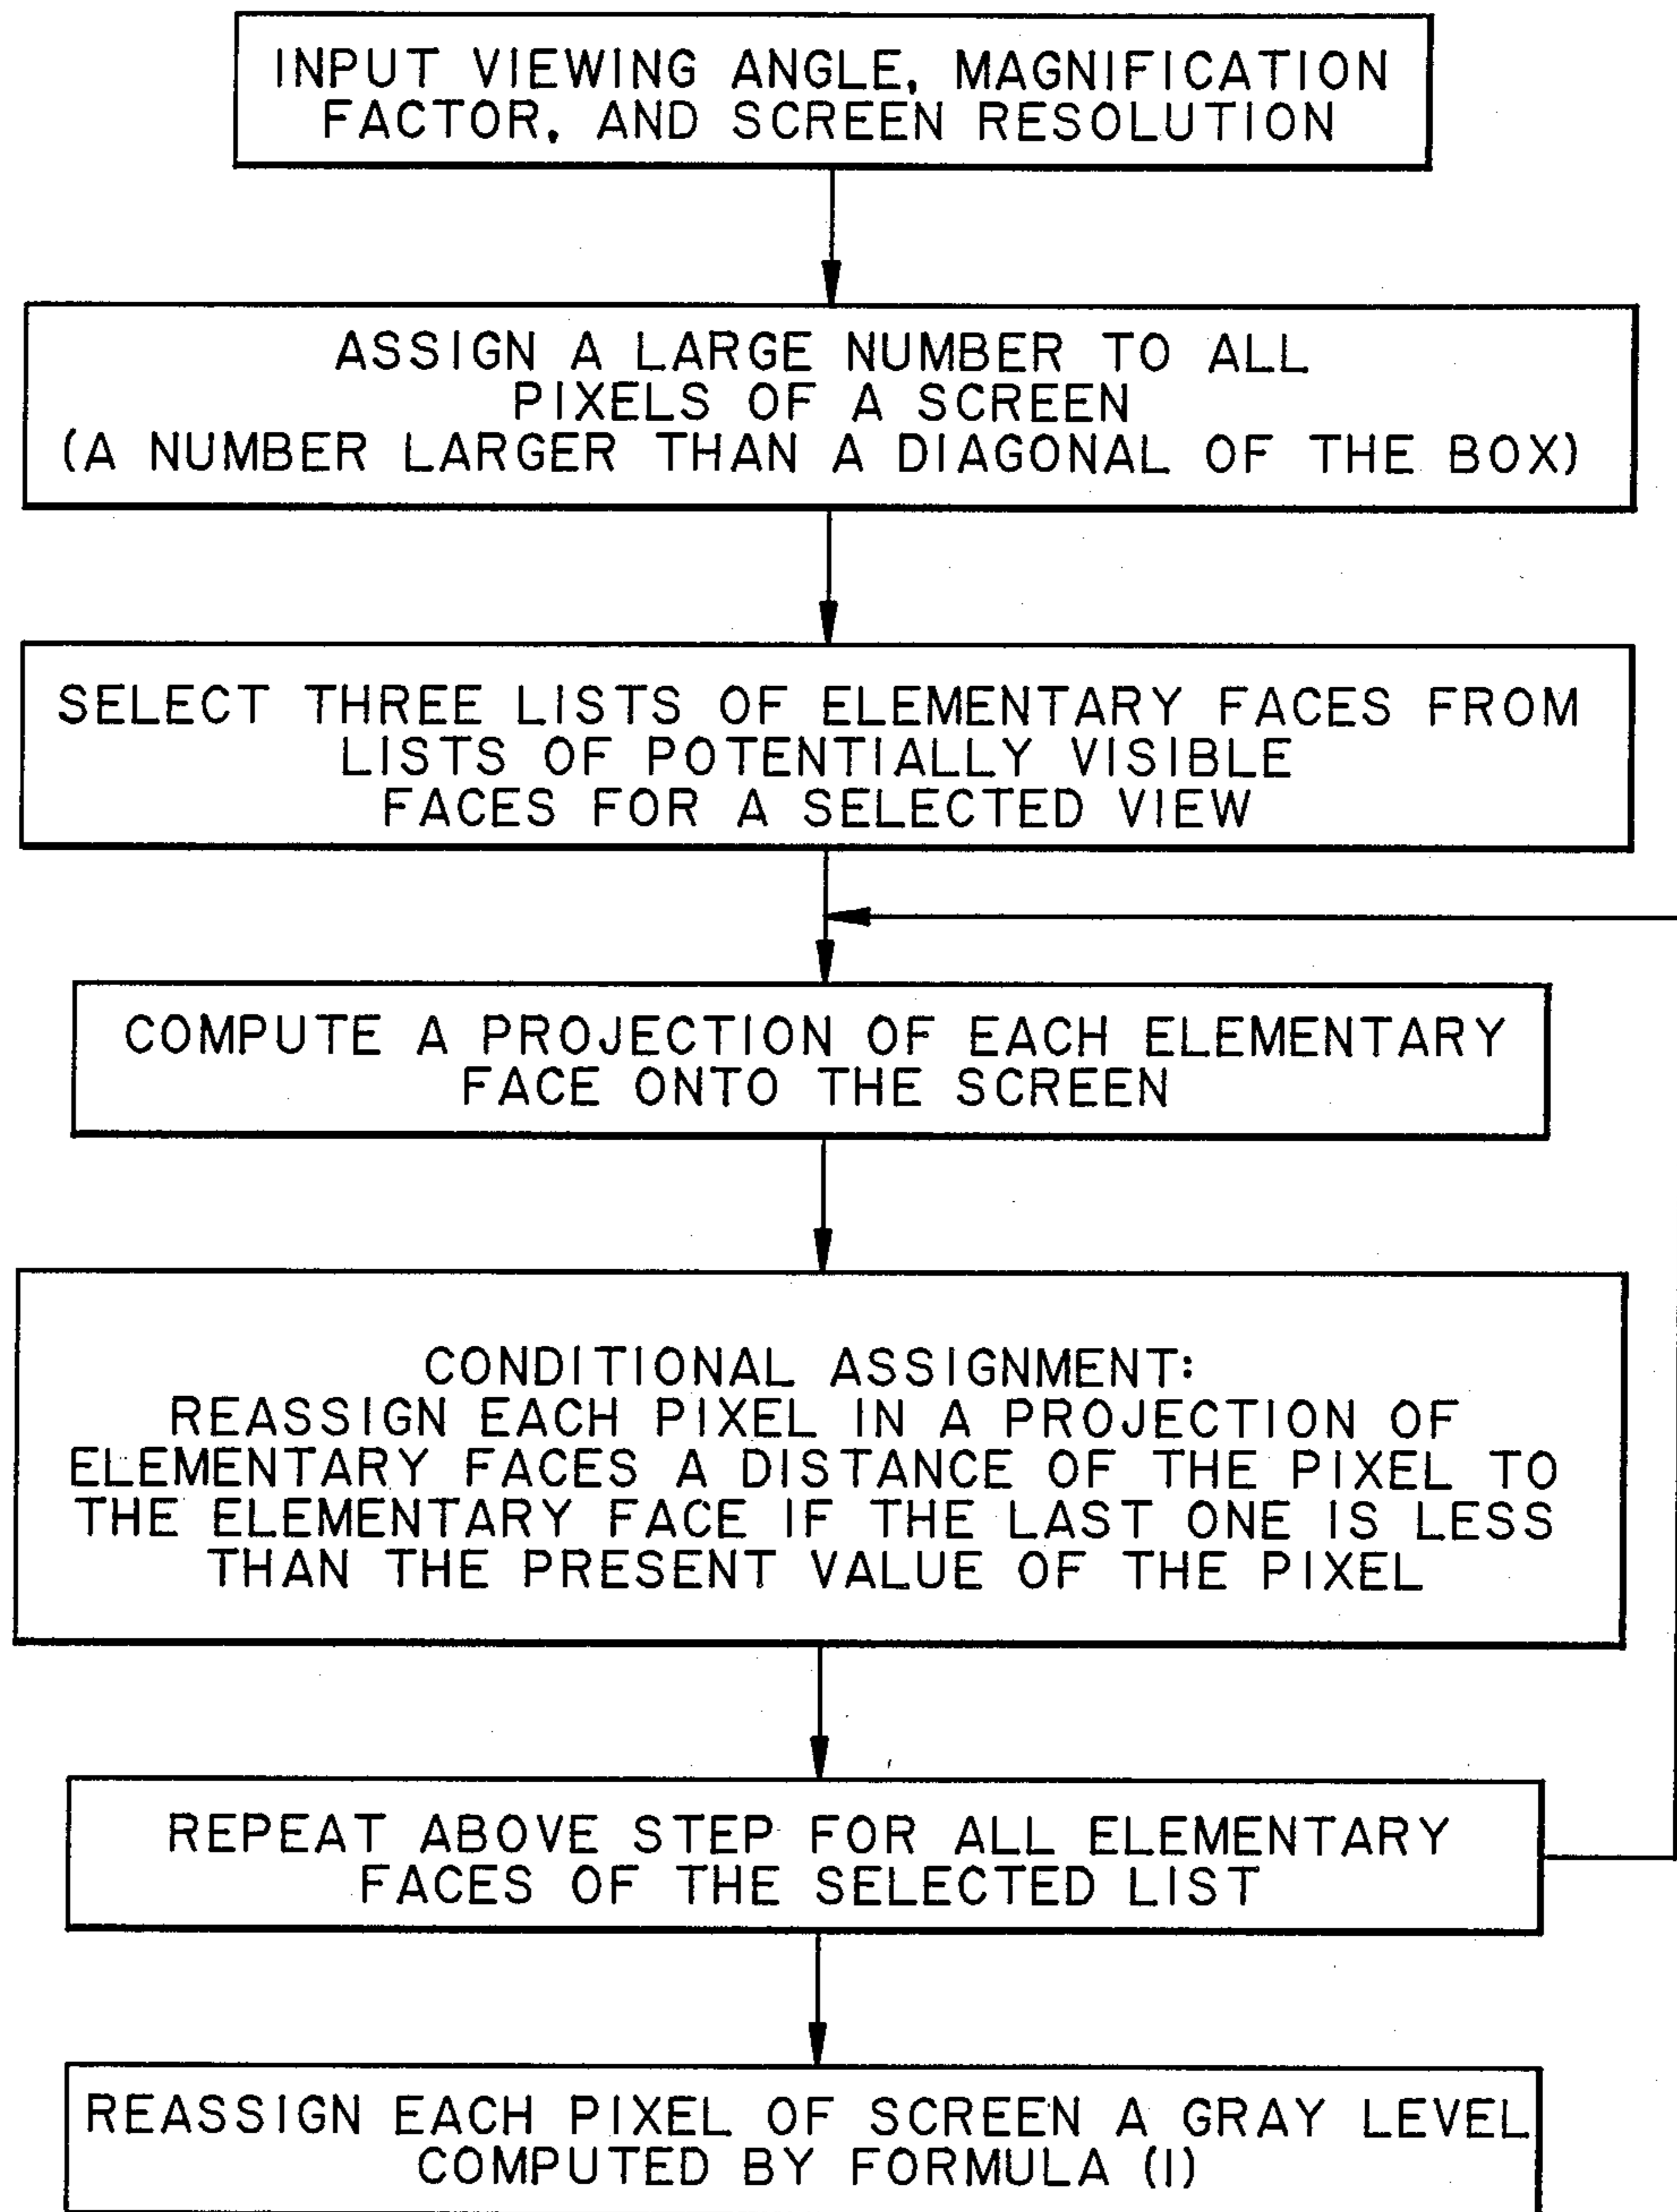 INPUT VIEWING ANGLE, MAGNIFICATION
FACTOR, AND SCREEN RESOLUTION
ASSIGN A LARGE NUMBER TO ALL
PIXELS OF A SCREEN
(A NUMBER LARGER THAN A DIAGONAL OF THE BOX)
SELECT THREE LISTS OF ELEMENTARY FACES FROM
LISTS OF POTENTIALLY VISIBLE
FACES FOR A SELECTED VIEW
COMPUTE A PROJECTION OF EACH ELEMENTARY
FACE ONTO THE SCREEN
CONDITIONAL ASSIGNMENT:
REASSIGN EACH PIXEL IN A PROJECTION OF
ELEMENTARY FACES A DISTANCE OF THE PIXEL TO
THE ELEMENTARY FACE IF THE LAST ONE IS LESS
THAN THE PRESENT VALUE OF THE PIXEL
REPEAT ABOVE STEP FOR ALL ELEMENTARY
FACES OF THE SELECTED LIST
REASSIGN EACH PIXEL OF SCREEN A GRAY LEVEL
COMPUTED BY FORMULA (1)